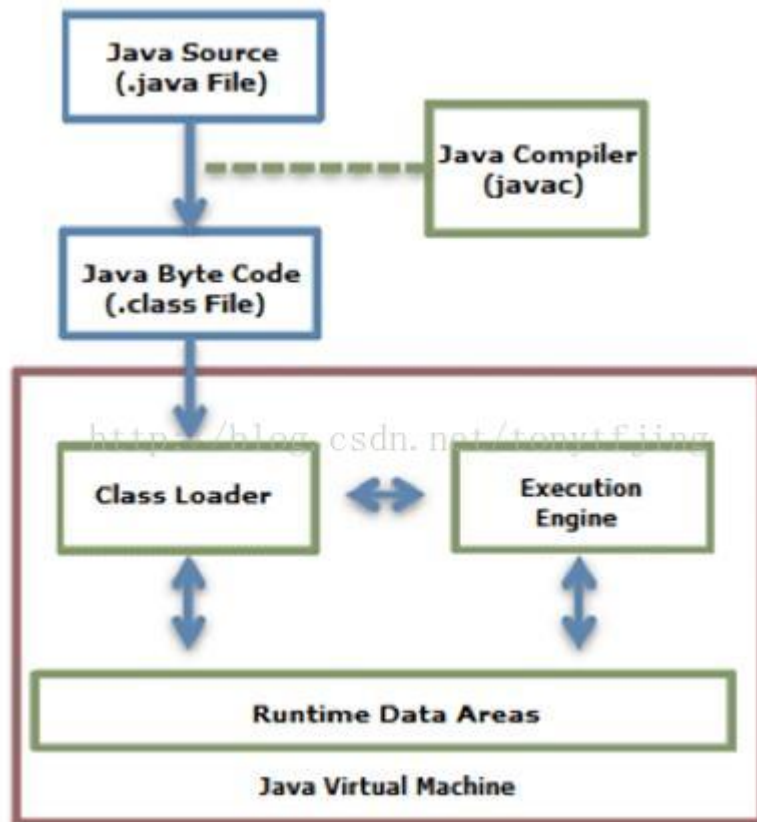 Java Source
(.java File)
Java Compiler
(javac)
Java Byte Code
(.class File)
http://blog.csdn.net/tonytfjing
Class Loader
Execution
Engine
Runtime Data Areas
Java Virtual Machine